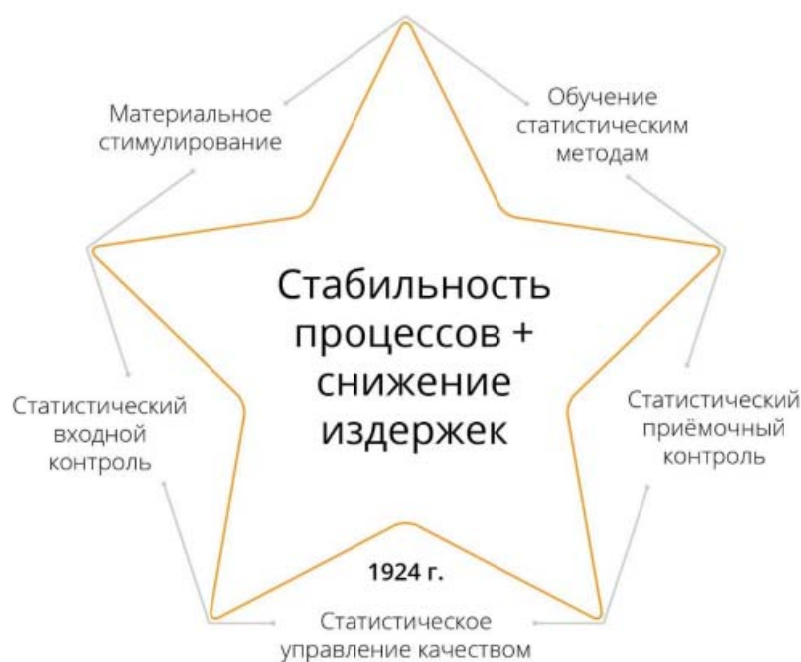 Материальное
стимулирование
Обучение
статистическим
методам
Стабильность
процессов +
снижение
издержек
Статистический
входной
контроль
Статистический
приёмочный
контроль
1924 г.
Статистическое
управление качеством